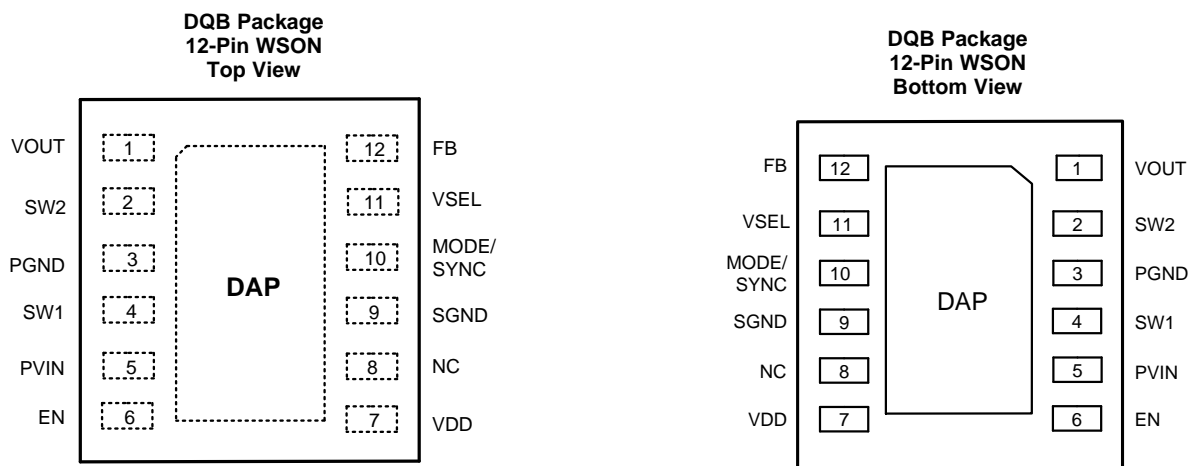 DQB Package
12-Pin WSON
Top View
VOUT 1 12 FB
SW2 2 11 VSEL
PGND 3 10 MODE/
SYNC
DAP
SW1 4 9 SGND
PVIN 5 8 NC
EN 6 7 VDD
DQB Package
12-Pin WSON
Bottom View
FB 12 1 VOUT
VSEL 11 2 SW2
MODE/
SYNC 10 3 PGND
DAP
SGND 9 4 SW1
NC 8 5 PVIN
VDD 7 6 EN